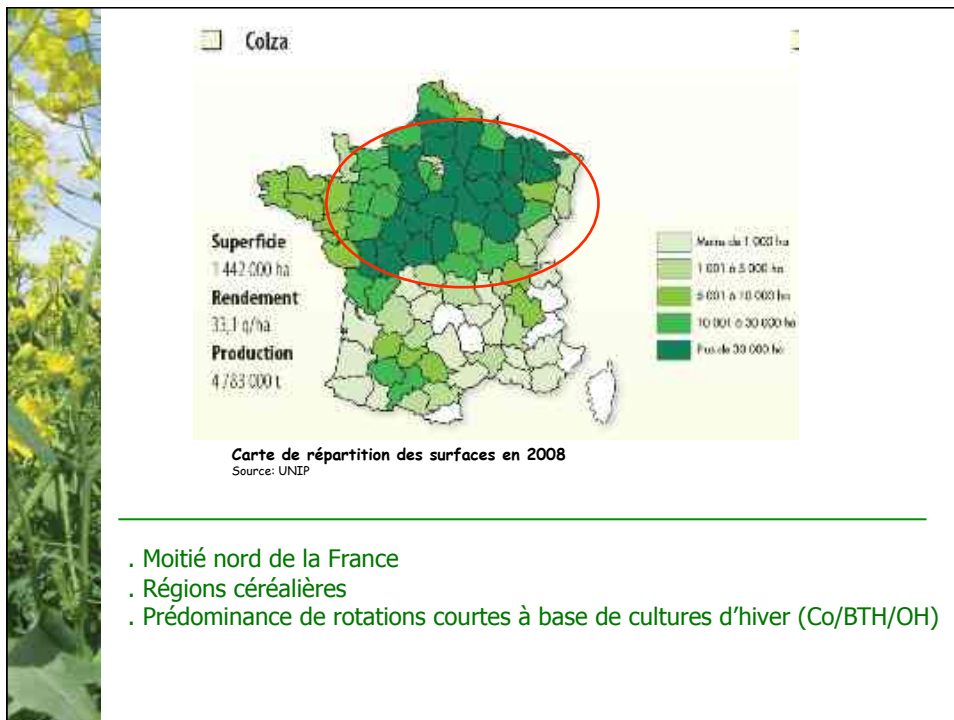 Colza
Superficie
1 442 000 ha
Rendement
33,1 q/ha
Production
4 783 000 t
Moins de 1 000 ha
1 001 à 5 000 ha
5 001 à 10 000 ha
10 001 à 30 000 ha
Plus de 30 000 ha
Carte de répartition des surfaces en 2008
Source: UNIP
. Moitié nord de la France
. Régions céréalières
. Prédominance de rotations courtes à base de cultures d’hiver (Co/BTH/OH)